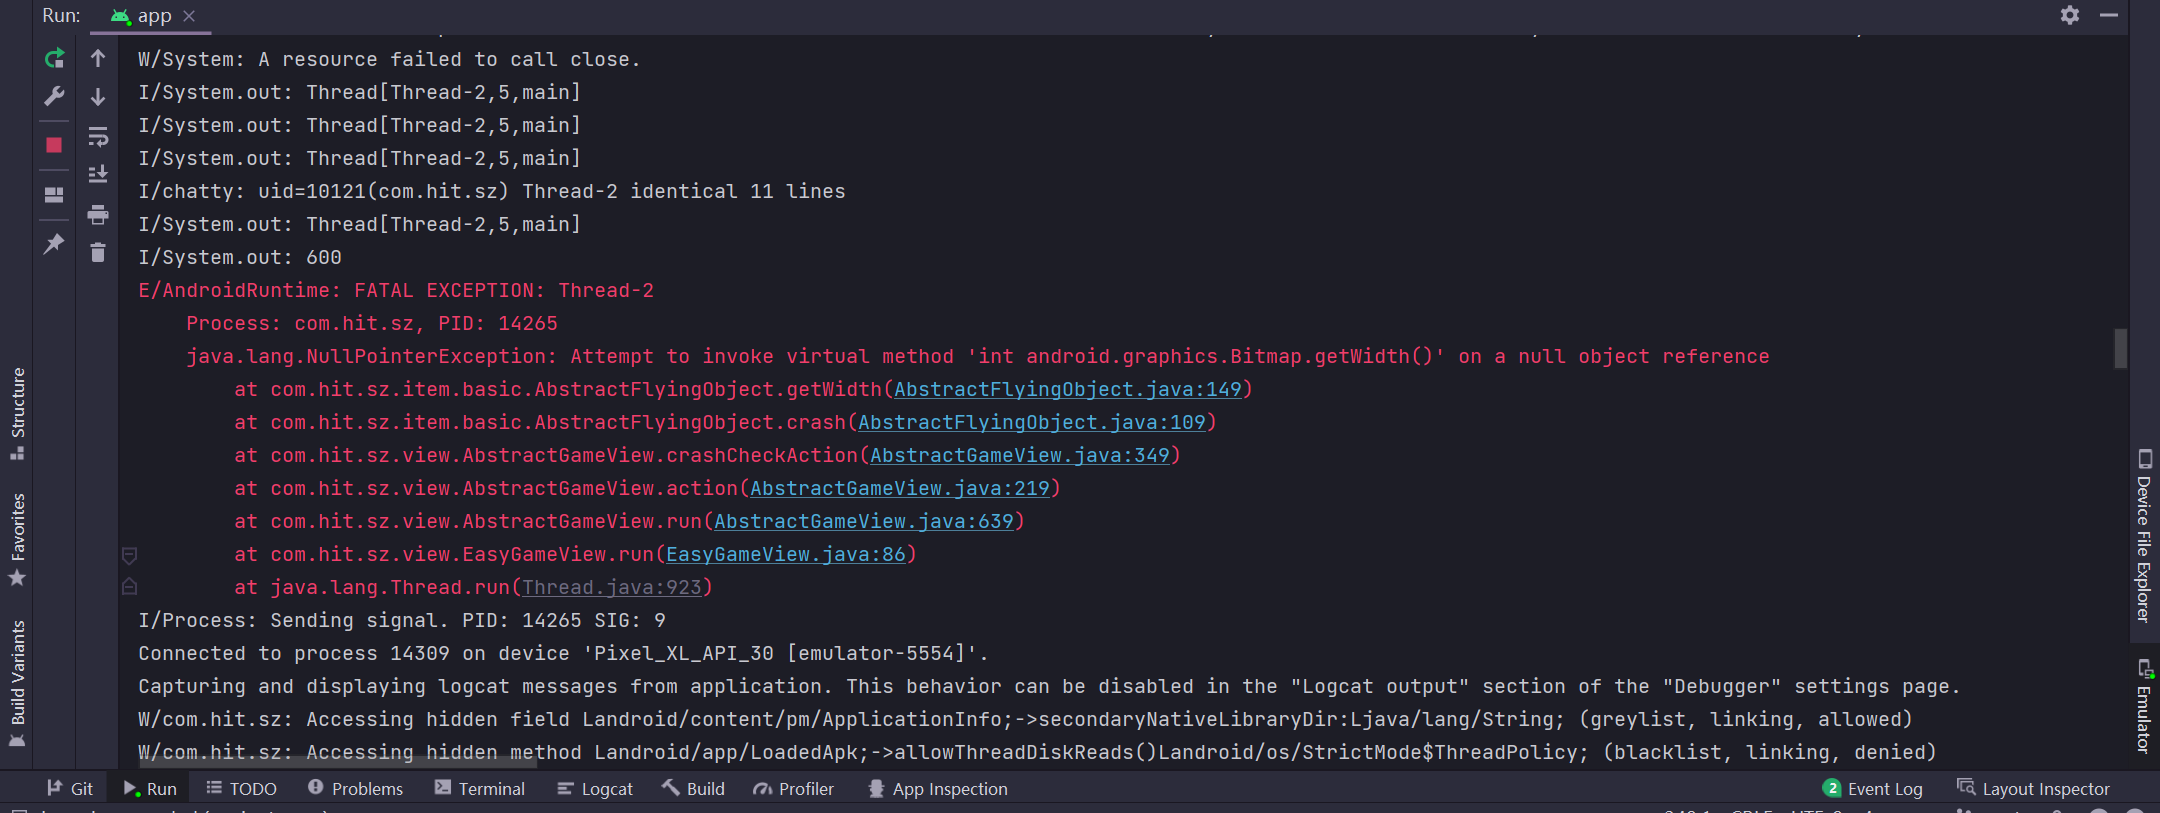 Run: app
W/System: A resource failed to call close.
I/System.out: Thread[Thread-2,5,main]
I/System.out: Thread[Thread-2,5,main]
I/System.out: Thread[Thread-2,5,main]
I/chatty: uid=10121(com.hit.sz) Thread-2 identical 11 lines
I/System.out: Thread[Thread-2,5,main]
I/System.out: 600
E/AndroidRuntime: FATAL EXCEPTION: Thread-2
Process: com.hit.sz, PID: 14265
java.lang.NullPointerException: Attempt to invoke virtual method 'int android.graphics.Bitmap.getWidth()' on a null object reference
at com.hit.sz.item.basic.AbstractFlyingObject.getWidth(AbstractFlyingObject.java:149)
at com.hit.sz.item.basic.AbstractFlyingObject.crash(AbstractFlyingObject.java:109)
at com.hit.sz.view.AbstractGameView.crashCheckAction(AbstractGameView.java:349)
at com.hit.sz.view.AbstractGameView.action(AbstractGameView.java:219)
at com.hit.sz.view.AbstractGameView.run(AbstractGameView.java:639)
at com.hit.sz.view.EasyGameView.run(EasyGameView.java:86)
at java.lang.Thread.run(Thread.java:923)
I/Process: Sending signal. PID: 14265 SIG: 9
Connected to process 14309 on device 'Pixel_XL_API_30 [emulator-5554]'.
Capturing and displaying logcat messages from application. This behavior can be disabled in the "Logcat output" section of the "Debugger" settings page.
W/com.hit.sz: Accessing hidden field Landroid/content/pm/ApplicationInfo;->secondaryNativeLibraryDir:Ljava/lang/String; (greylist, linking, allowed)
W/com.hit.sz: Accessing hidden method Landroid/app/LoadedApk;->allowThreadDiskReads()Landroid/os/StrictMode$ThreadPolicy; (blacklist, linking, denied)
Structure
Favorites
Build Variants
Device File Explorer
Emulator
Git Run TODO Problems Terminal Logcat Build Profiler App Inspection 2 Event Log Layout Inspector